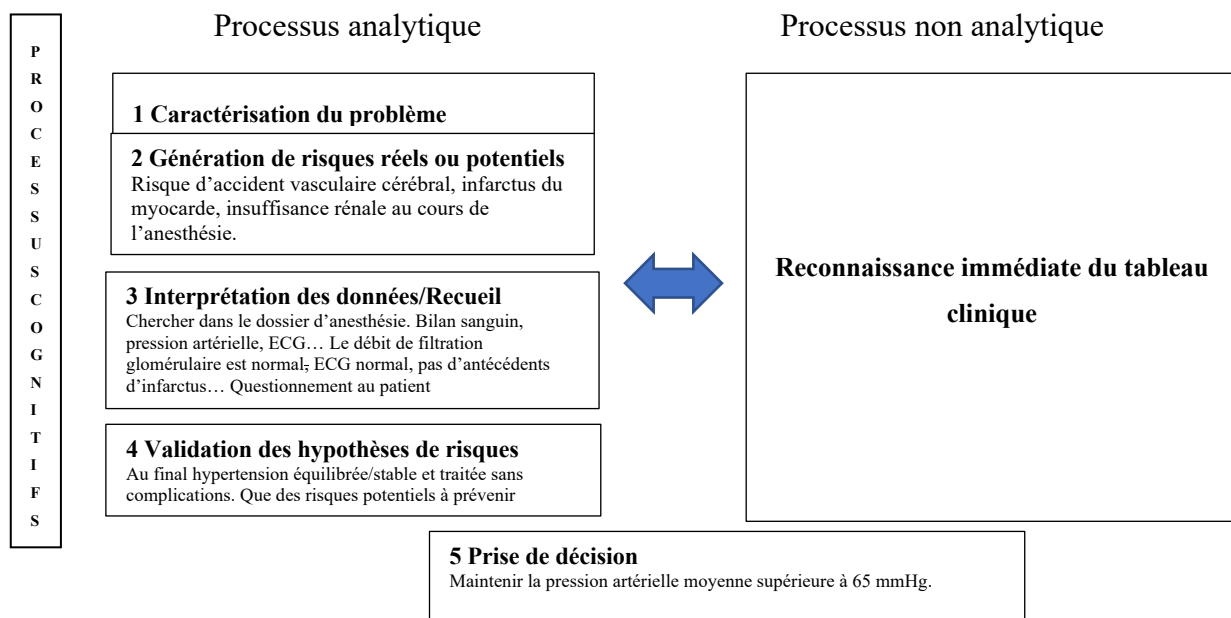 Processus analytique
Processus non analytique
P
R
O
C
E
S
S
U
S
C
O
G
N
I
T
I
F
S
1 Caractérisation du problème
2 Génération de risques réels ou potentiels
Risque d’accident vasculaire cérébral, infarctus du
myocarde, insuffisance rénale au cours de
l’anesthésie.
3 Interprétation des données/Recueil
Chercher dans le dossier d’anesthésie. Bilan sanguin,
pression artérielle, ECG… Le débit de filtration
glomérulaire est normal, ECG normal, pas d’antécédents
d’infarctus… Questionnement au patient
4 Validation des hypothèses de risques
Au final hypertension équilibrée/stable et traitée sans
complications. Que des risques potentiels à prévenir
Reconnaissance immédiate du tableau
clinique
5 Prise de décision
Maintenir la pression artérielle moyenne supérieure à 65 mmHg.